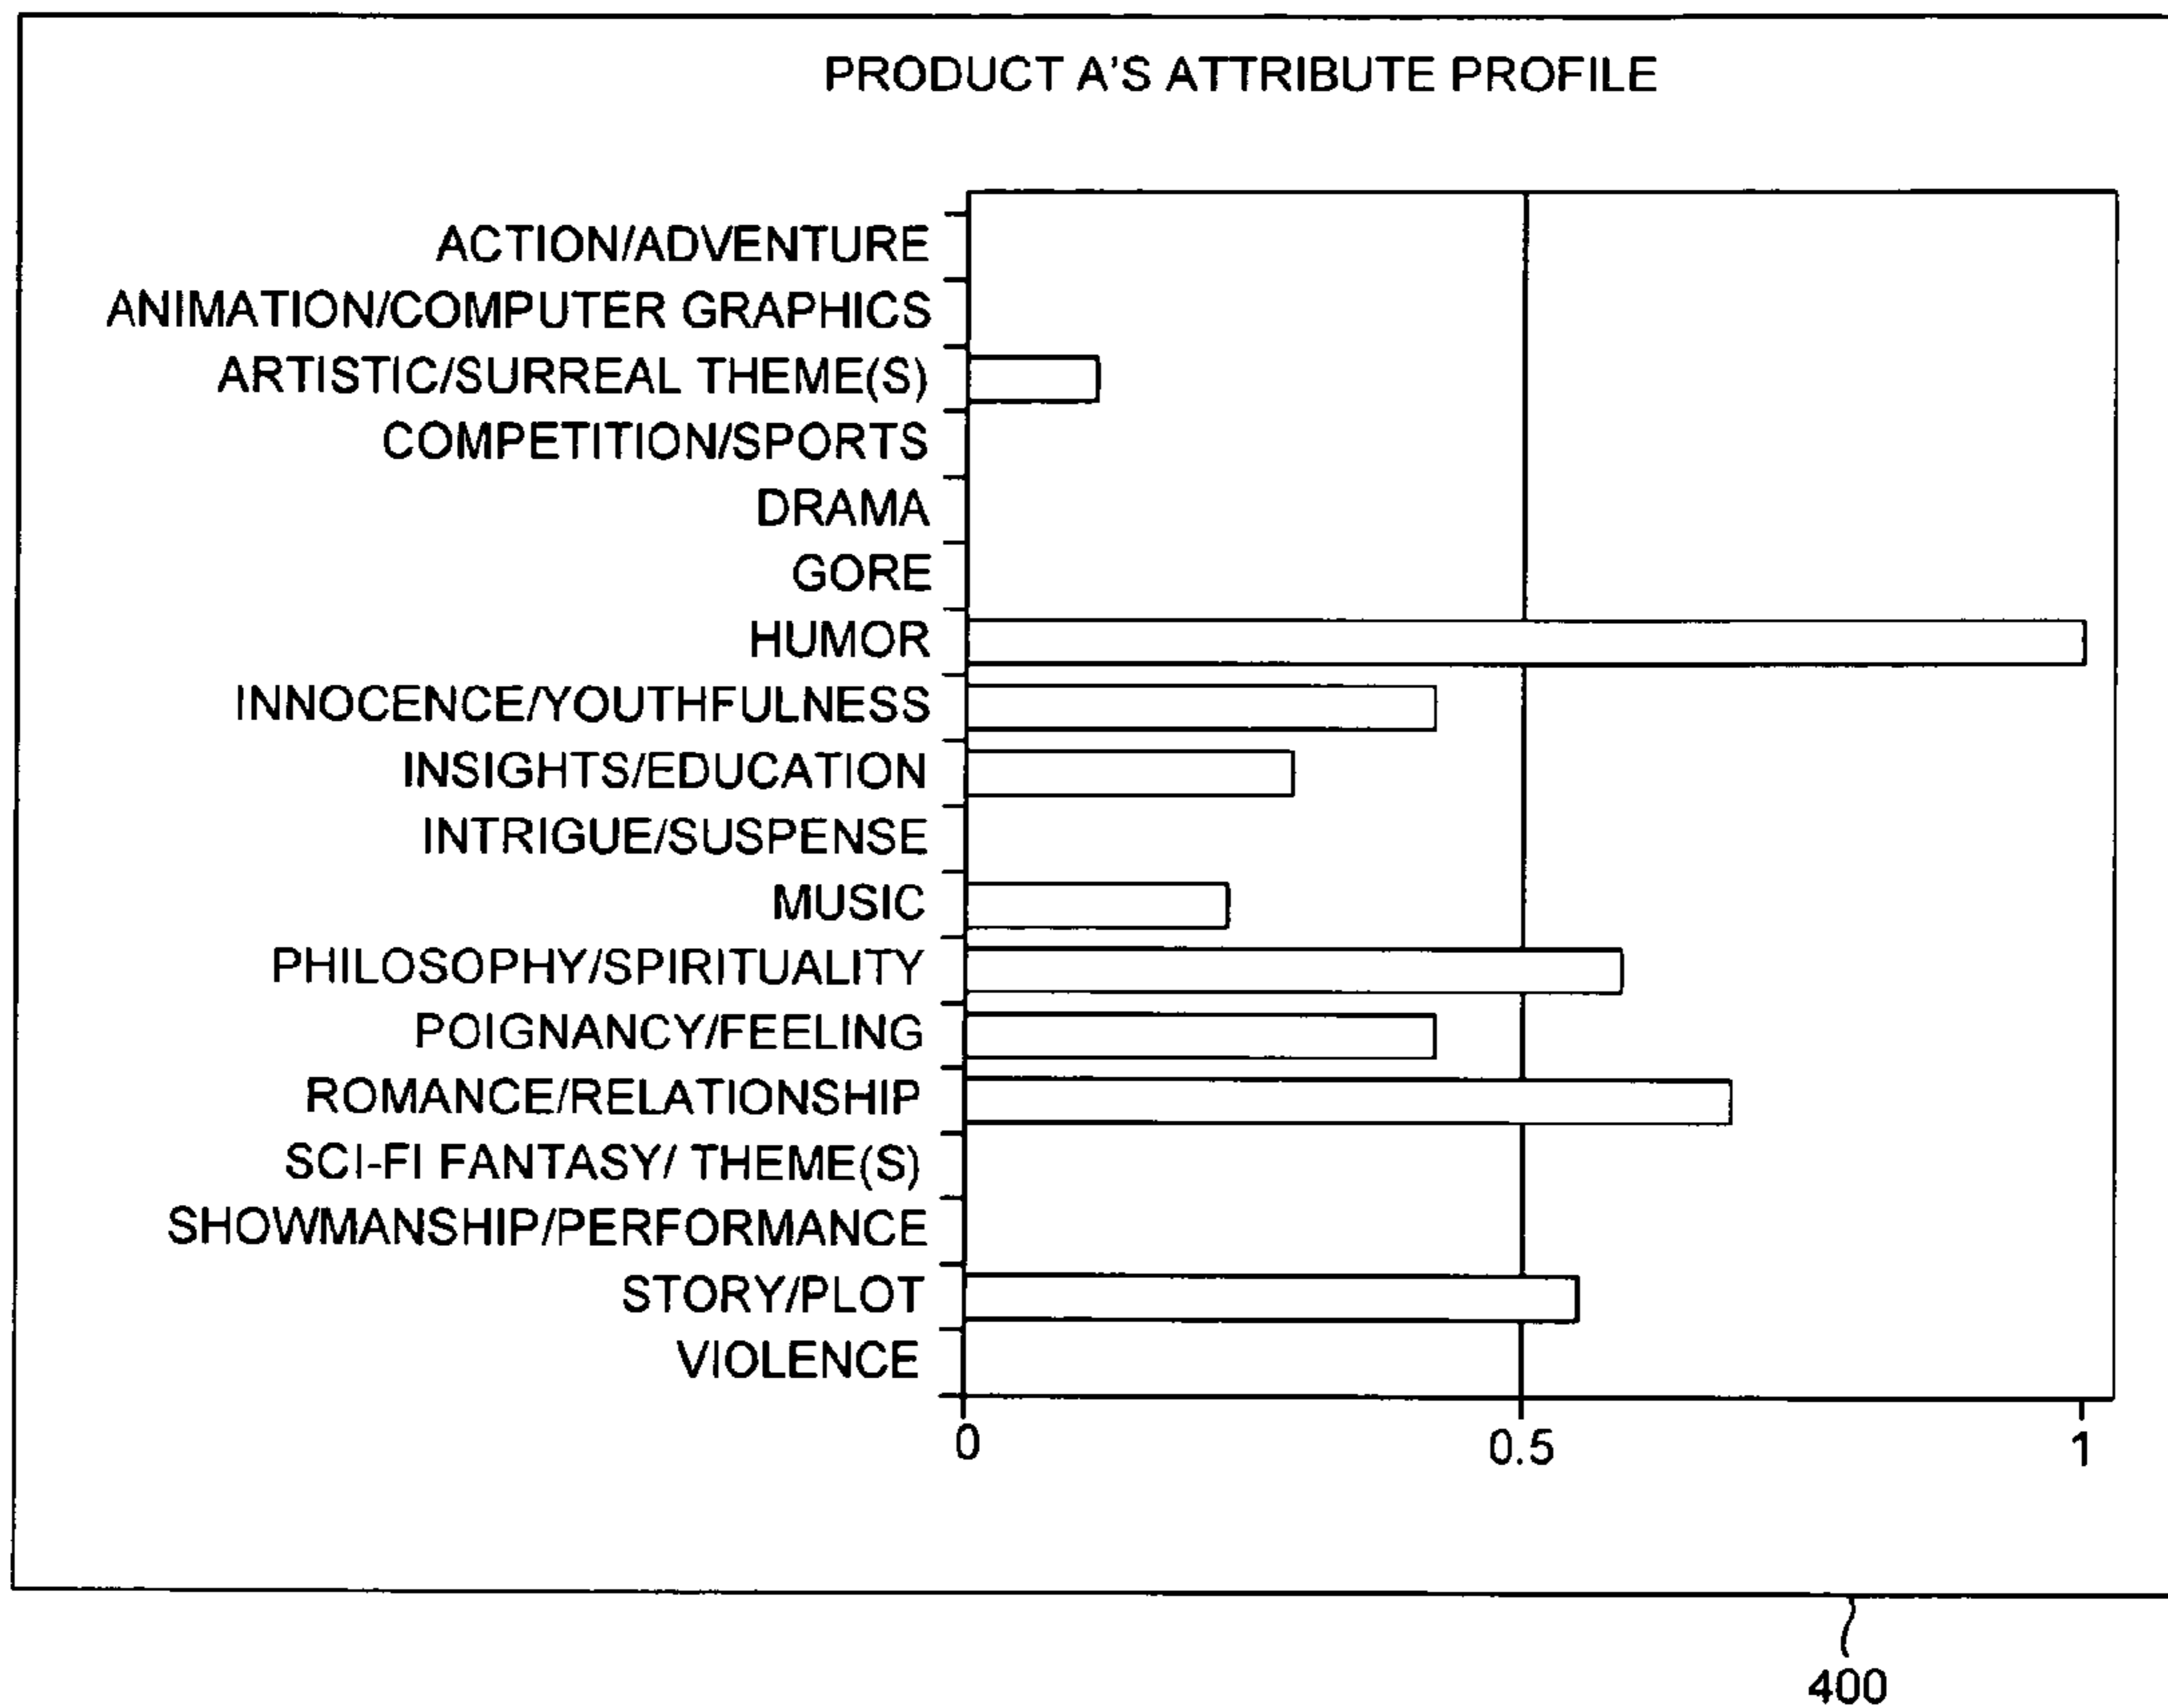 PRODUCT A'S ATTRIBUTE PROFILE
ACTION/ADVENTURE
ANIMATION/COMPUTER GRAPHICS
ARTISTIC/SURREAL THEME(S)
COMPETITION/SPORTS
DRAMA
GORE
HUMOR
INNOCENCE/YOUTHFULNESS
INSIGHTS/EDUCATION
INTRIGUE/SUSPENSE
MUSIC
PHILOSOPHY/SPIRITUALITY
POIGNANCY/FEELING
ROMANCE/RELATIONSHIP
SCI-FI FANTASY/ THEME(S)
SHOWMANSHIP/PERFORMANCE
STORY/PLOT
VIOLENCE
0 0.5 1
400